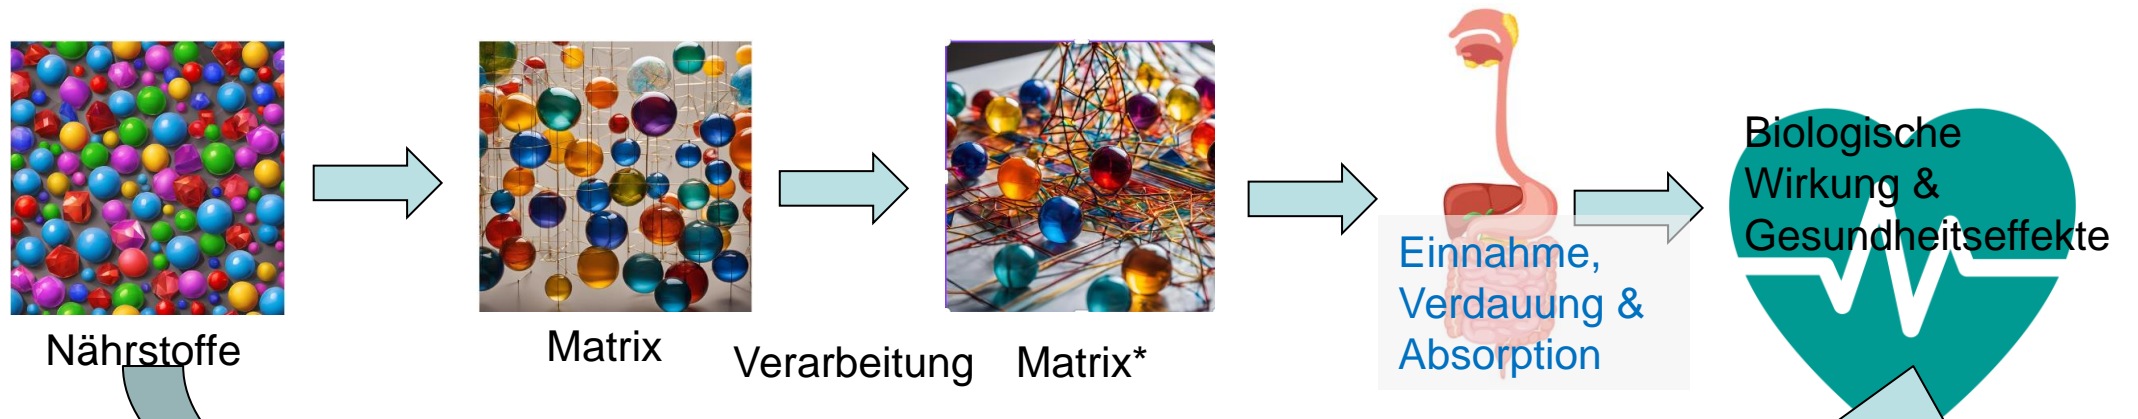 Nährstoffe
Matrix
Verarbeitung
Matrix*
Einnahme,
Verdauung &
Absorption
Biologische
Wirkung &
Gesundheitseffekte